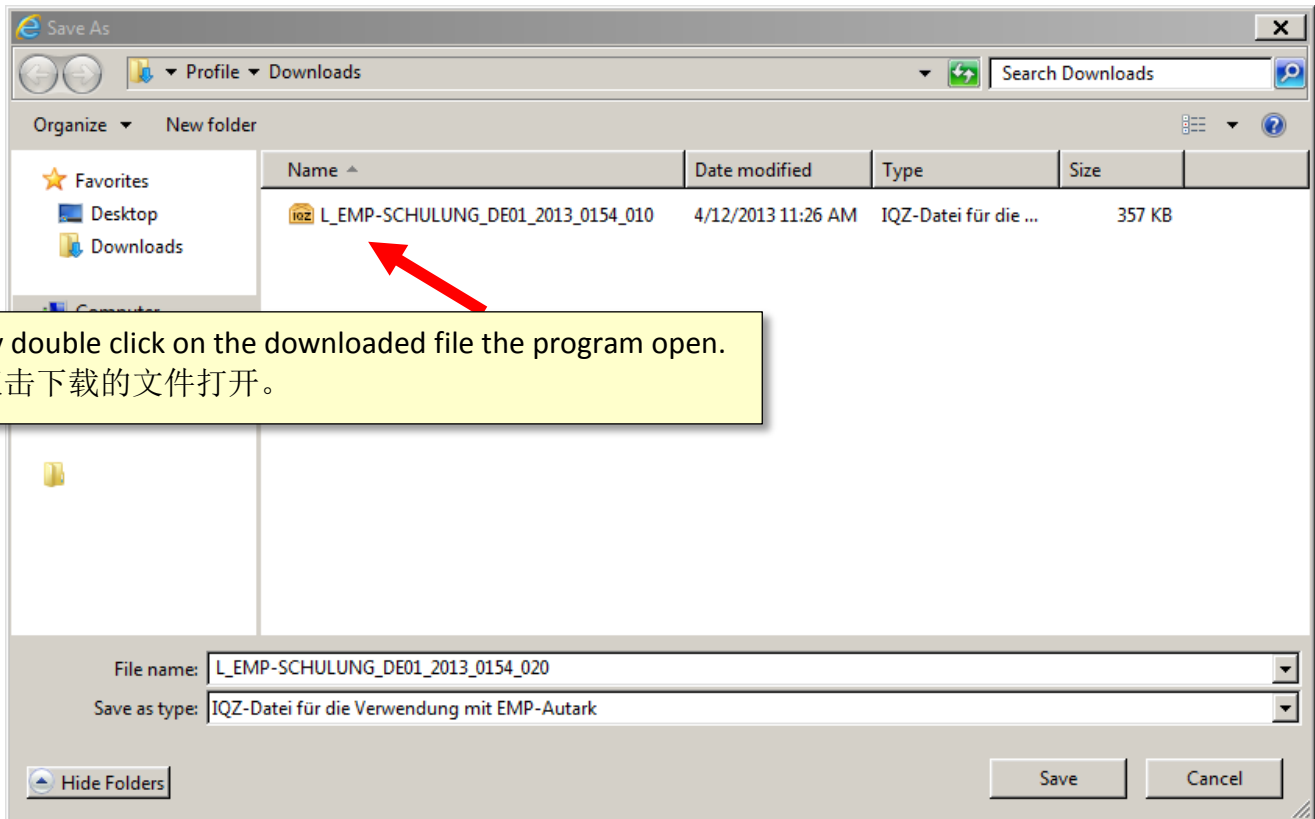 Save As
Profile Downloads Search Downloads
Organize New folder
Name Date modified Type Size
Favorites
Desktop
Downloads
L_EMP-SCHULUNG_DE01_2013_0154_010 4/12/2013 11:26 AM IQZ-Datei für die ... 357 KB
Computer
double click on the downloaded file the program open.
击下载的文件打开。
File name: L_EMP-SCHULUNG_DE01_2013_0154_020
Save as type: IQZ-Datei für die Verwendung mit EMP-Autark
Hide Folders Save Cancel